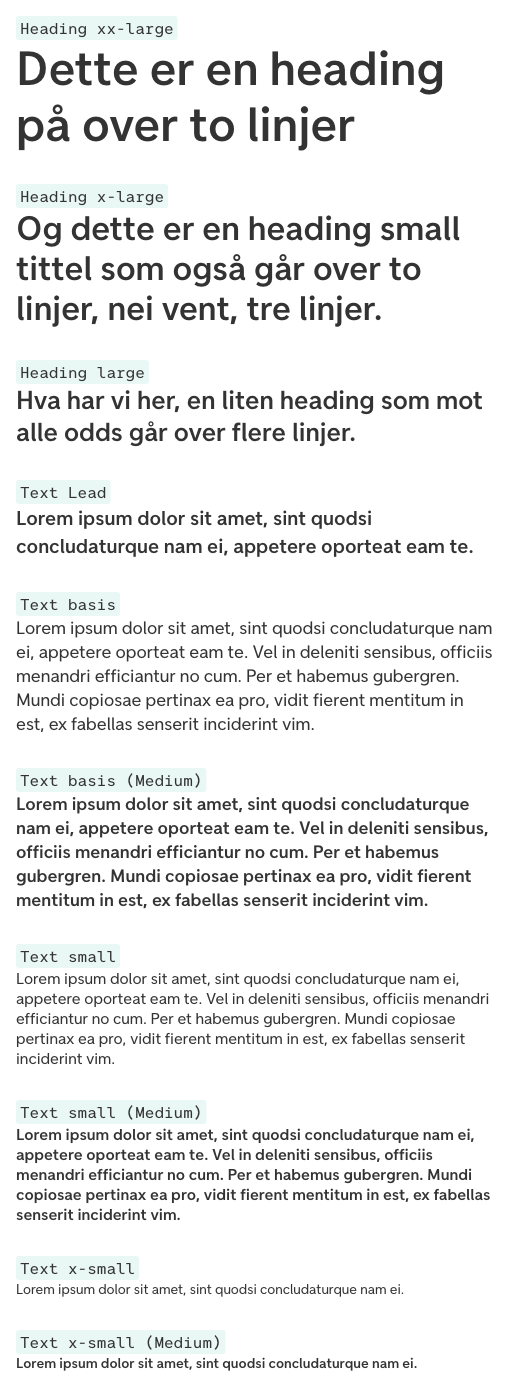 Heading xx-large
Dette er en heading
på over to linjer
Heading x-large
Og dette er en heading small
tittel som også går over to
linjer, nei vent, tre linjer.
Heading large
Hva har vi her, en liten heading som mot
alle odds går over flere linjer.
Text Lead
Lorem ipsum dolor sit amet, sint quodsi
concludaturque nam ei, appetere oporteat eam te.
Text basis
Lorem ipsum dolor sit amet, sint quodsi concludaturque nam
ei, appetere oporteat eam te. Vel in deleniti sensibus, officiis
menandri efficiantur no cum. Per et habemus gubergren.
Mundi copiosae pertinax ea pro, vidit fierent mentitum in
est, ex fabellas senserit inciderint vim.
Text basis (Medium)
Lorem ipsum dolor sit amet, sint quodsi concludaturque
nam ei, appetere oporteat eam te. Vel in deleniti sensibus,
officiis menandri efficiantur no cum. Per et habemus
gubergren. Mundi copiosae pertinax ea pro, vidit fierent
mentitum in est, ex fabellas senserit inciderint vim.
Text small
Lorem ipsum dolor sit amet, sint quodsi concludaturque nam ei,
appetere oporteat eam te. Vel in deleniti sensibus, officiis menandri
efficiantur no cum. Per et habemus gubergren. Mundi copiosae
pertinax ea pro, vidit fierent mentitum in est, ex fabellas senserit
inciderint vim.
Text small (Medium)
Lorem ipsum dolor sit amet, sint quodsi concludaturque nam ei,
appetere oporteat eam te. Vel in deleniti sensibus, officiis
menandri efficiantur no cum. Per et habemus gubergren. Mundi
copiosae pertinax ea pro, vidit fierent mentitum in est, ex fabellas
senserit inciderint vim.
Text x-small
Lorem ipsum dolor sit amet, sint quodsi concludaturque nam ei.
Text x-small (Medium)
Lorem ipsum dolor sit amet, sint quodsi concludaturque nam ei.